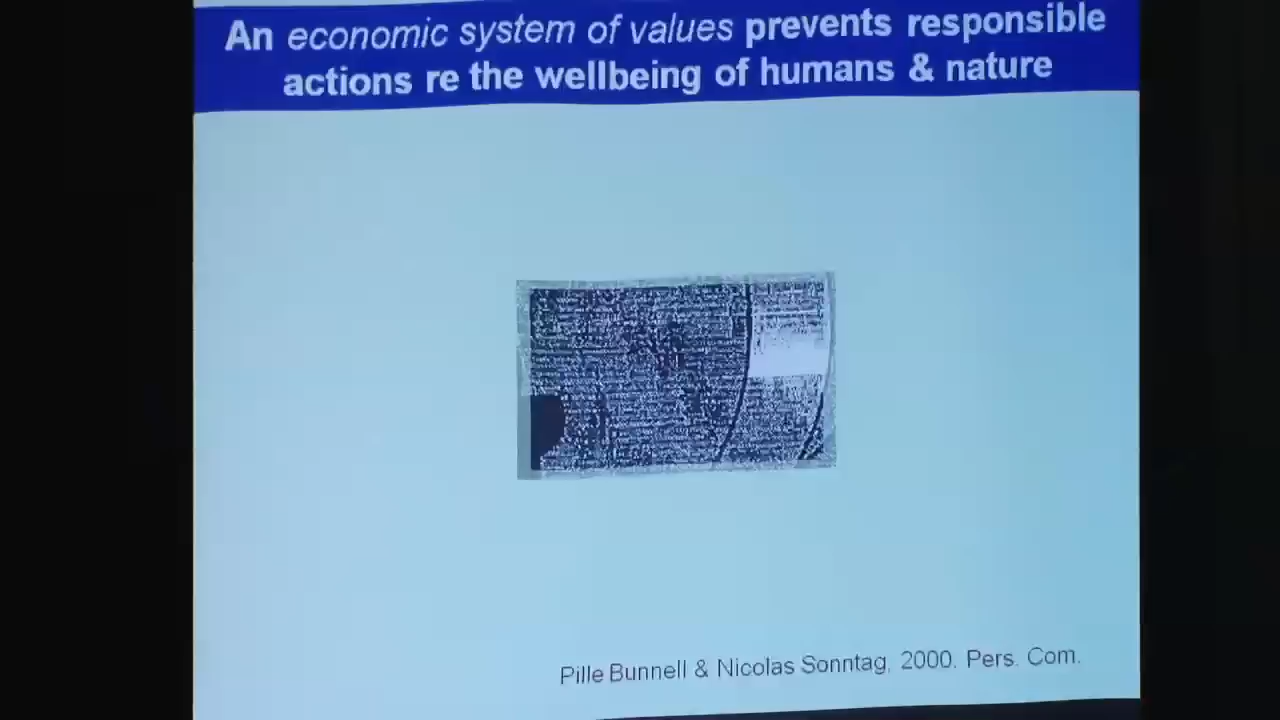 An economic system of values prevents responsible
actions re the wellbeing of humans & nature
Pille Bunnell & Nicolas Sonntag, 2000. Pers. Com.